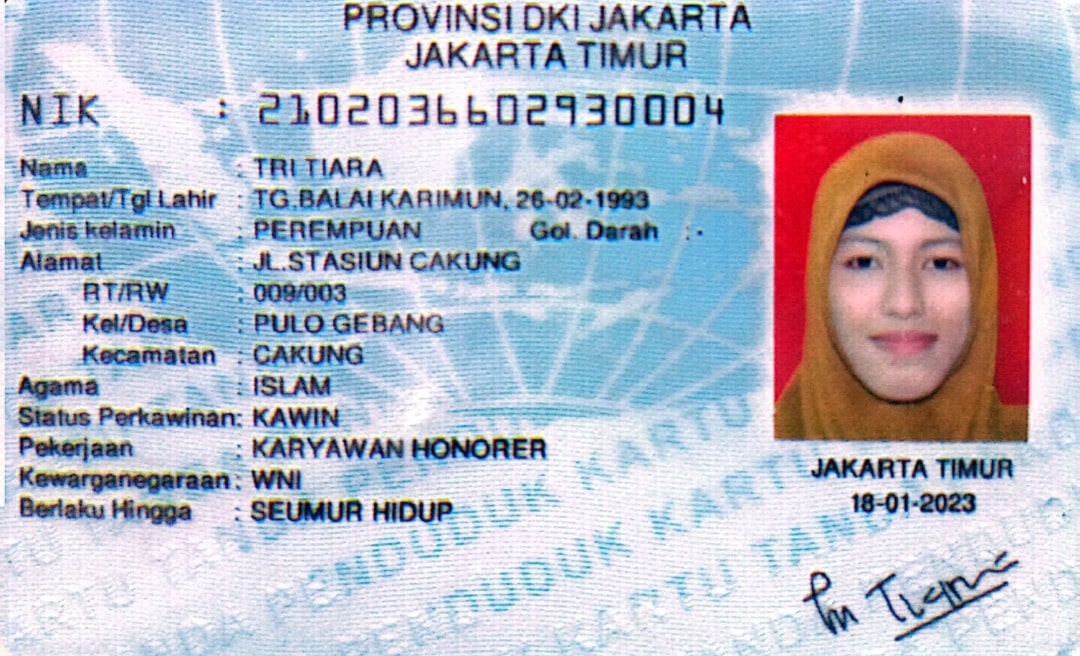 PROVINSI DKI JAKARTA
JAKARTA TIMUR
NIK : 2102036602930004
Nama : TRI TIARA
Tempat/Tgl Lahir : TG.BALAI KARIMUN, 26-02-1993
Jenis kelamin : PEREMPUAN Gol. Darah : -
Alamat : JL.STASIUN CAKUNG
RT/RW : 009/003
Kel/Desa : PULO GEBANG
Kecamatan : CAKUNG
Agama : ISLAM
Status Perkawinan: KAWIN
Pekerjaan : KARYAWAN HONORER
Kewarganegaraan : WNI
Berlaku Hingga : SEUMUR HIDUP
JAKARTA TIMUR
18-01-2023
Tri Tiara